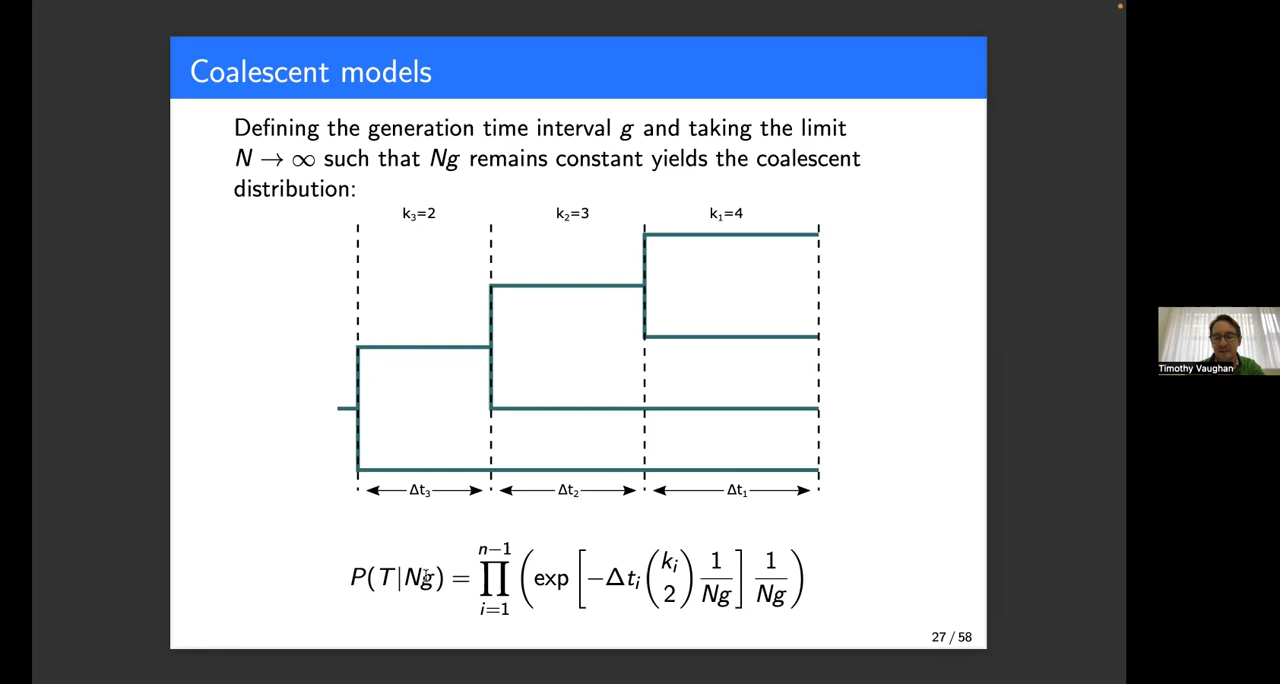 Coalescent models
Defining the generation time interval g and taking the limit
N → ∞ such that Ng remains constant yields the coalescent
distribution:
k₃=2 k₂=3 k₁=4
Δt₃ Δt₂ Δt₁
P(T|Ng) = ∏_{i=1}^{n−1} ( exp [ −Δt_i (k_i 2) 1/Ng ] 1/Ng )
27 / 58
Timothy Vaughan